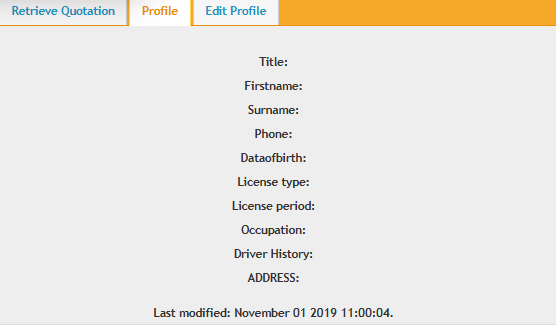 Retrieve Quotation Profile Edit Profile
Title:
Firstname:
Surname:
Phone:
Dataofbirth:
License type:
License period:
Occupation:
Driver History:
ADDRESS:
Last modified: November 01 2019 11:00:04.